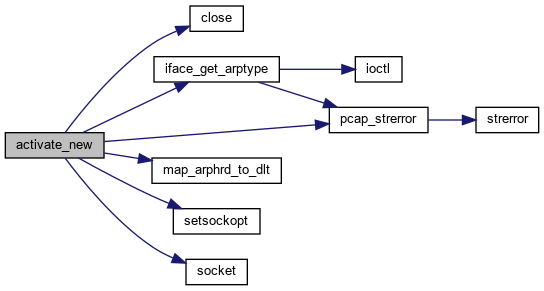 close
iface_get_arptype
ioctl
pcap_strerror
strerror
activate_new
map_arphrd_to_dlt
setsockopt
socket